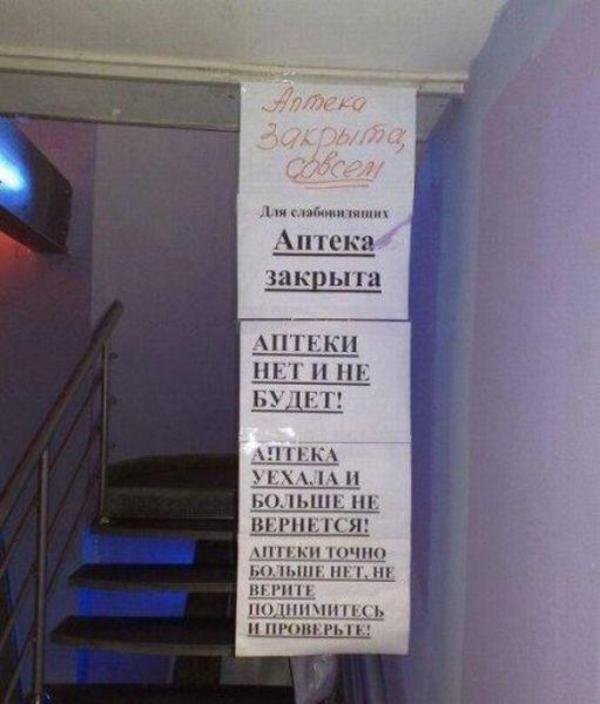 Аптека
закрыта,
совсем
Для слабовидящих
Аптека
закрыта
АПТЕКИ
НЕТ И НЕ
БУДЕТ!
АПТЕКА
УЕХАЛА И
БОЛЬШЕ НЕ
ВЕРНЕТСЯ!
АПТЕКИ ТОЧНО
БОЛЬШЕ НЕТ, НЕ
ВЕРИТЕ
ПОДНИМИТЕСЬ
И ПРОВЕРЬТЕ!